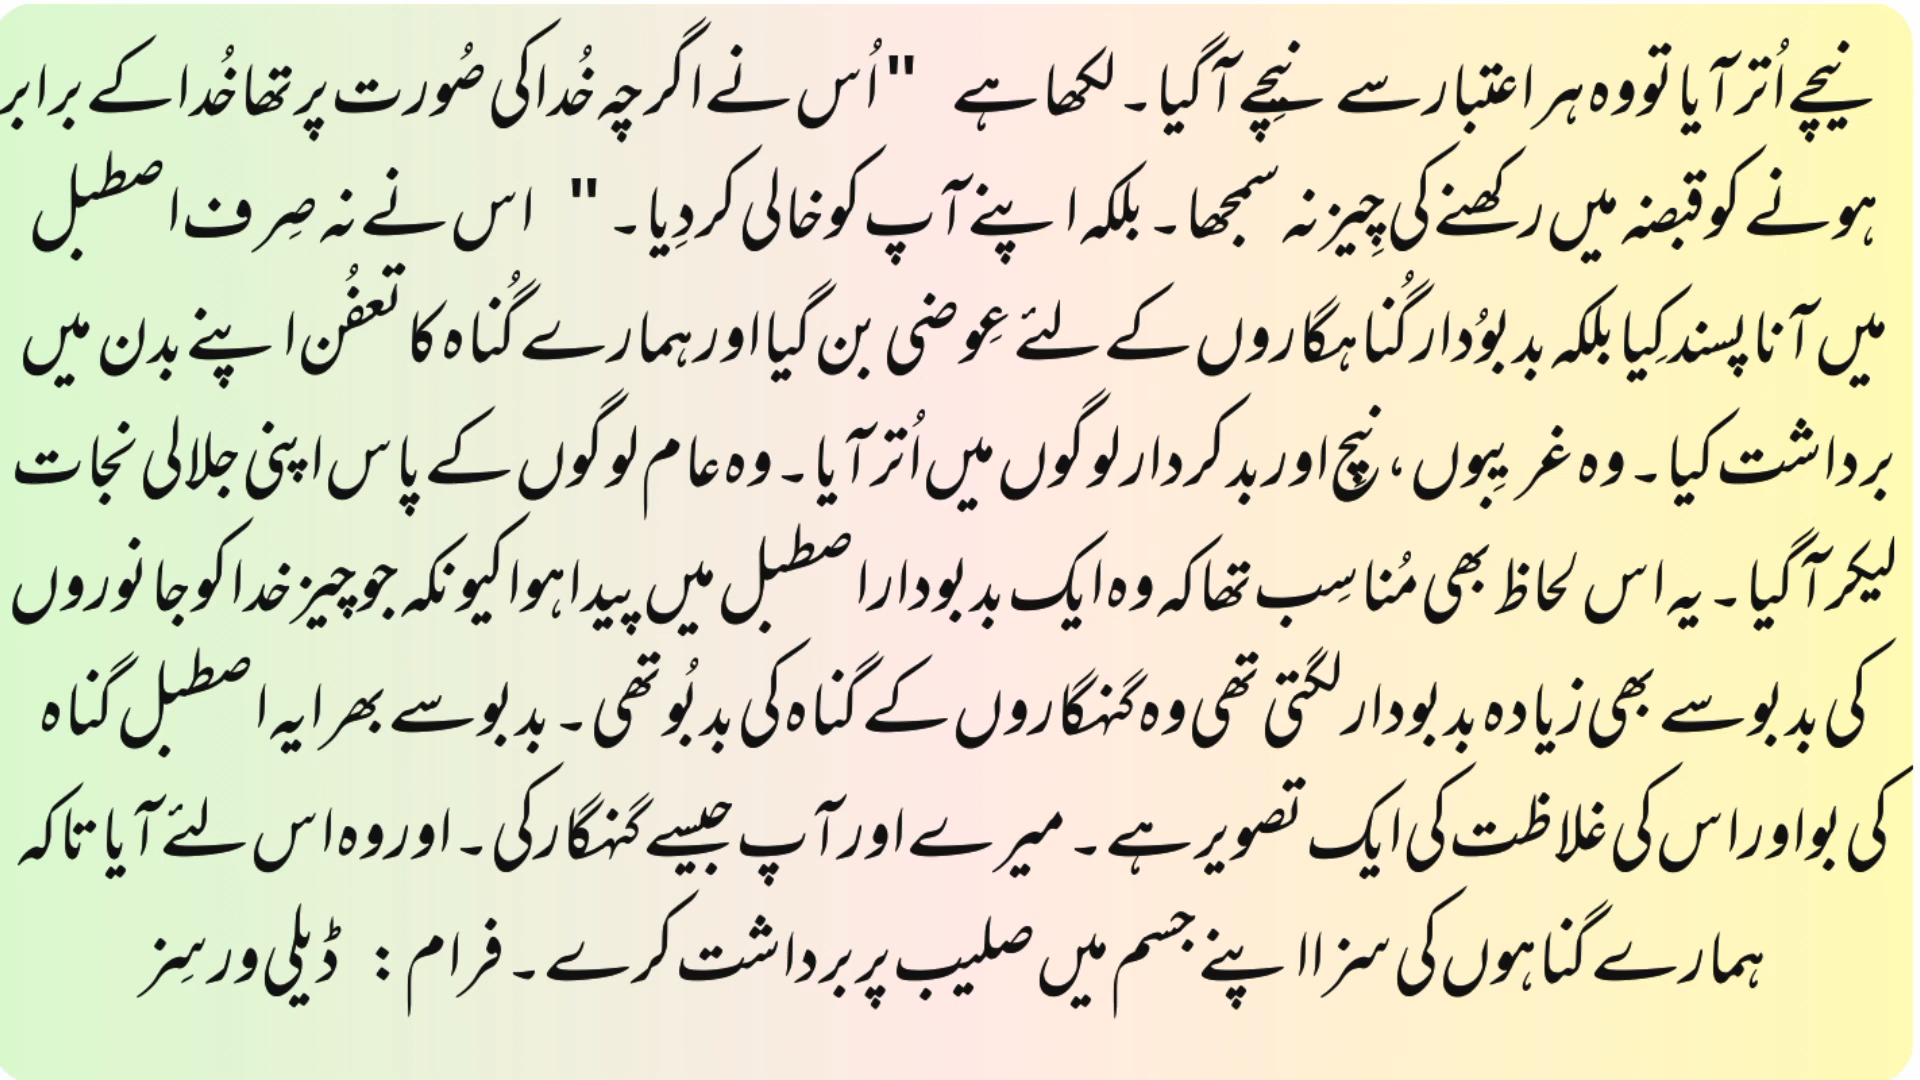 نیچے اُتر آیا تو وہ ہر اعتبار سے نیچے آ گیا۔ لکھا ہے "اُس نے اگرچہ خُدا کی صُورت پر تھا خُدا کے برابر
ہونے کو قبضہ میں رکھنے کی چِیز نہ سمجھا۔ بلکہ اپنے آپ کو خالی کر دِیا۔" اس نے نہ صِرف اصطبل
میں آنا پسند کِیا بلکہ بدبوُدار گُناہگاروں کے لئے عِوضی بن گیا اور ہمارے گُناہ کا تعفُن اپنے بدن میں
برداشت کیا۔ وہ غریِبوں، نیچ اور بدکردار لوگوں میں اُتر آیا۔ وہ عام لوگوں کے پاس اپنی جلالی نجات
لیکر آ گیا۔ یہ اس لحاظ بھی مُناسِب تھا کہ وہ ایک بدبودار اصطبل میں پیدا ہوا کیونکہ جو چیز خدا کو جانوروں
کی بدبو سے بھی زیادہ بدبودار لگتی تھی وہ گنہگاروں کے گناہ کی بدبُو تھی۔ بدبو سے بھرا یہ اصطبل گناہ
کی بو اور اس کی غلاظت کی ایک تصویر ہے۔ میرے اور آپ جیسے گنہگار کی۔ اور وہ اس لئے آیا تاکہ
ہمارے گناہوں کی سزا اپنے جسم میں صلیب پر برداشت کرے۔ فرام : ڈیلی ورسِز